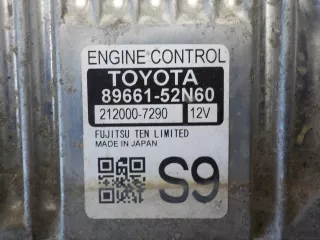 ENGINE CONTROL
TOYOTA
89661-52N60
212000-7290 12V
FUJITSU TEN LIMITED
MADE IN JAPAN
S9